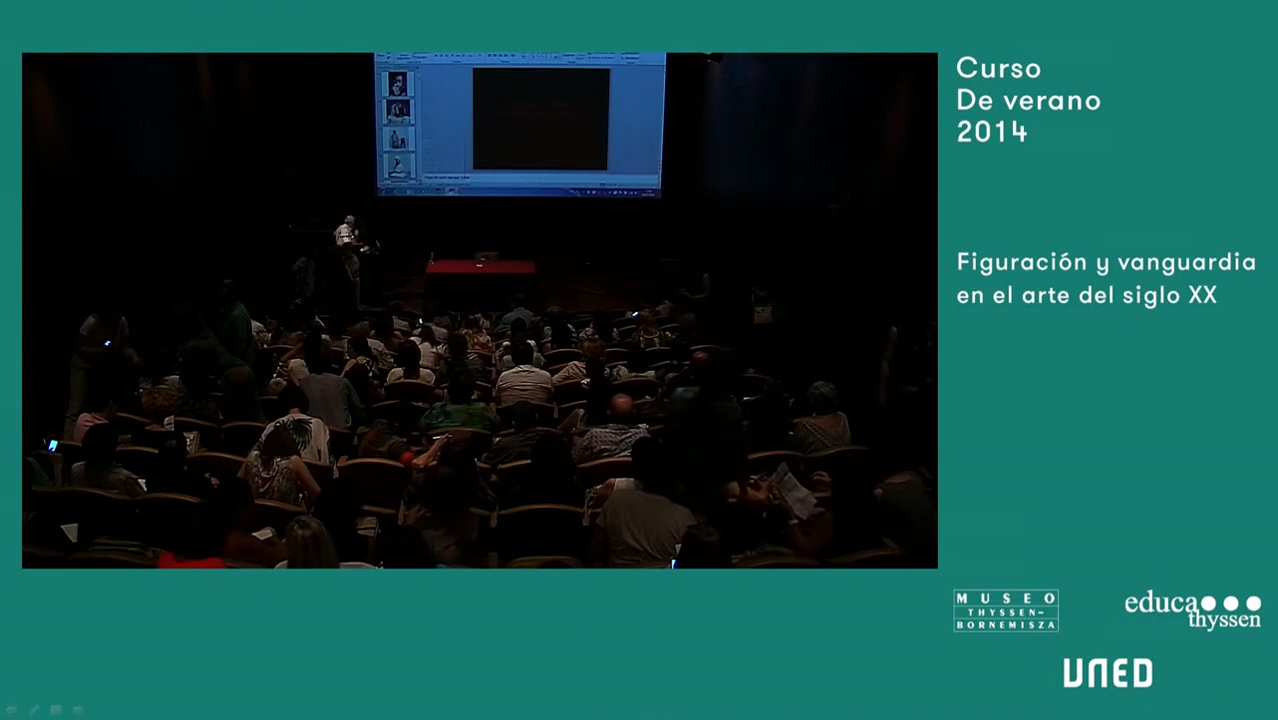 Curso
De verano
2014
Figuración y vanguardia
en el arte del siglo XX
MUSEO
THYSSEN-
BORNEMISZA
educa
thyssen
UNED